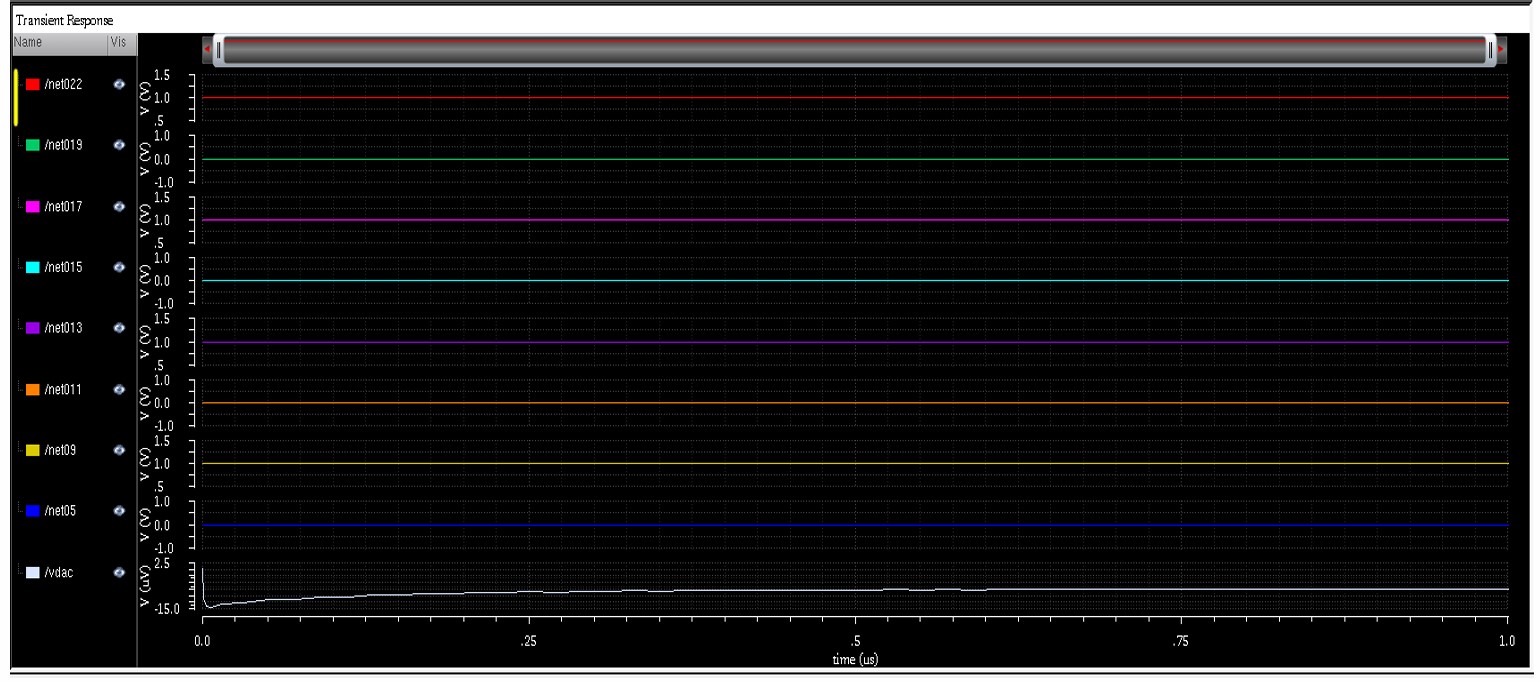 Transient Response
Name Vis
/net022
V (V) 1.5 1.0 .5
/net019
V (V) 1.0 0.0 -1.0
/net017
V (V) 1.5 1.0 .5
/net015
V (V) 1.0 0.0 -1.0
/net013
V (V) 1.5 1.0 .5
/net011
V (V) 1.0 0.0 -1.0
/net09
V (V) 1.5 1.0 .5
/net05
V (V) 1.0 0.0 -1.0
/vdac
V (uV) 2.5 -15.0
0.0 .25 .5 .75 1.0
time (us)